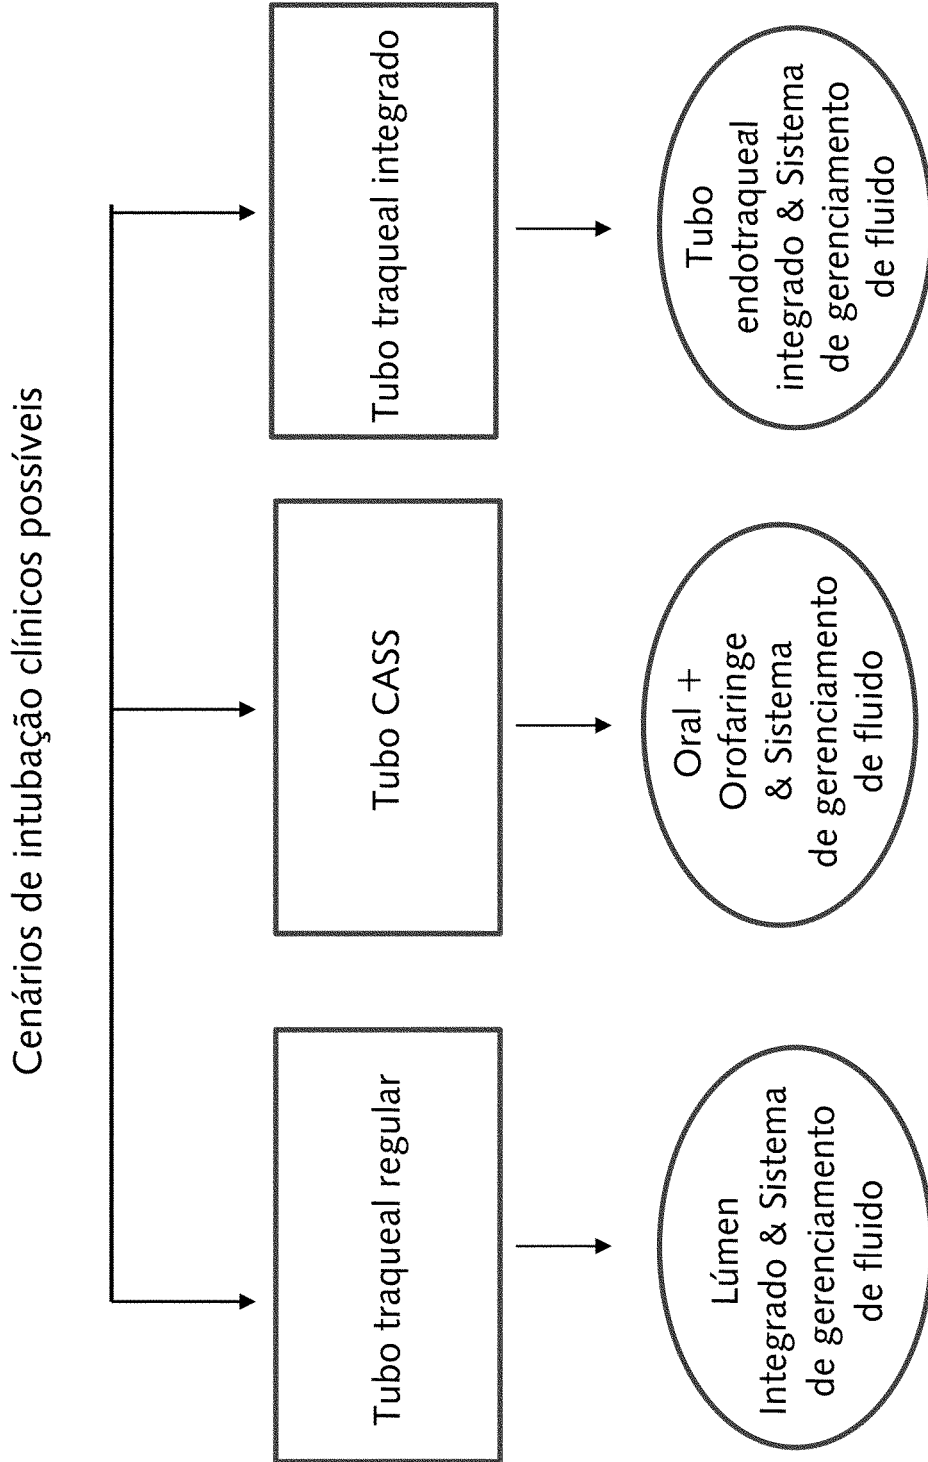 Cenários de intubação clínicos possíveis
Tubo traqueal regular
Tubo CASS
Tubo traqueal integrado
Lúmen
Integrado & Sistema
de gerenciamento
de fluido
Oral +
Orofaringe
& Sistema
de gerenciamento
de fluido
Tubo
endotraqueal
integrado & Sistema
de gerenciamento
de fluido